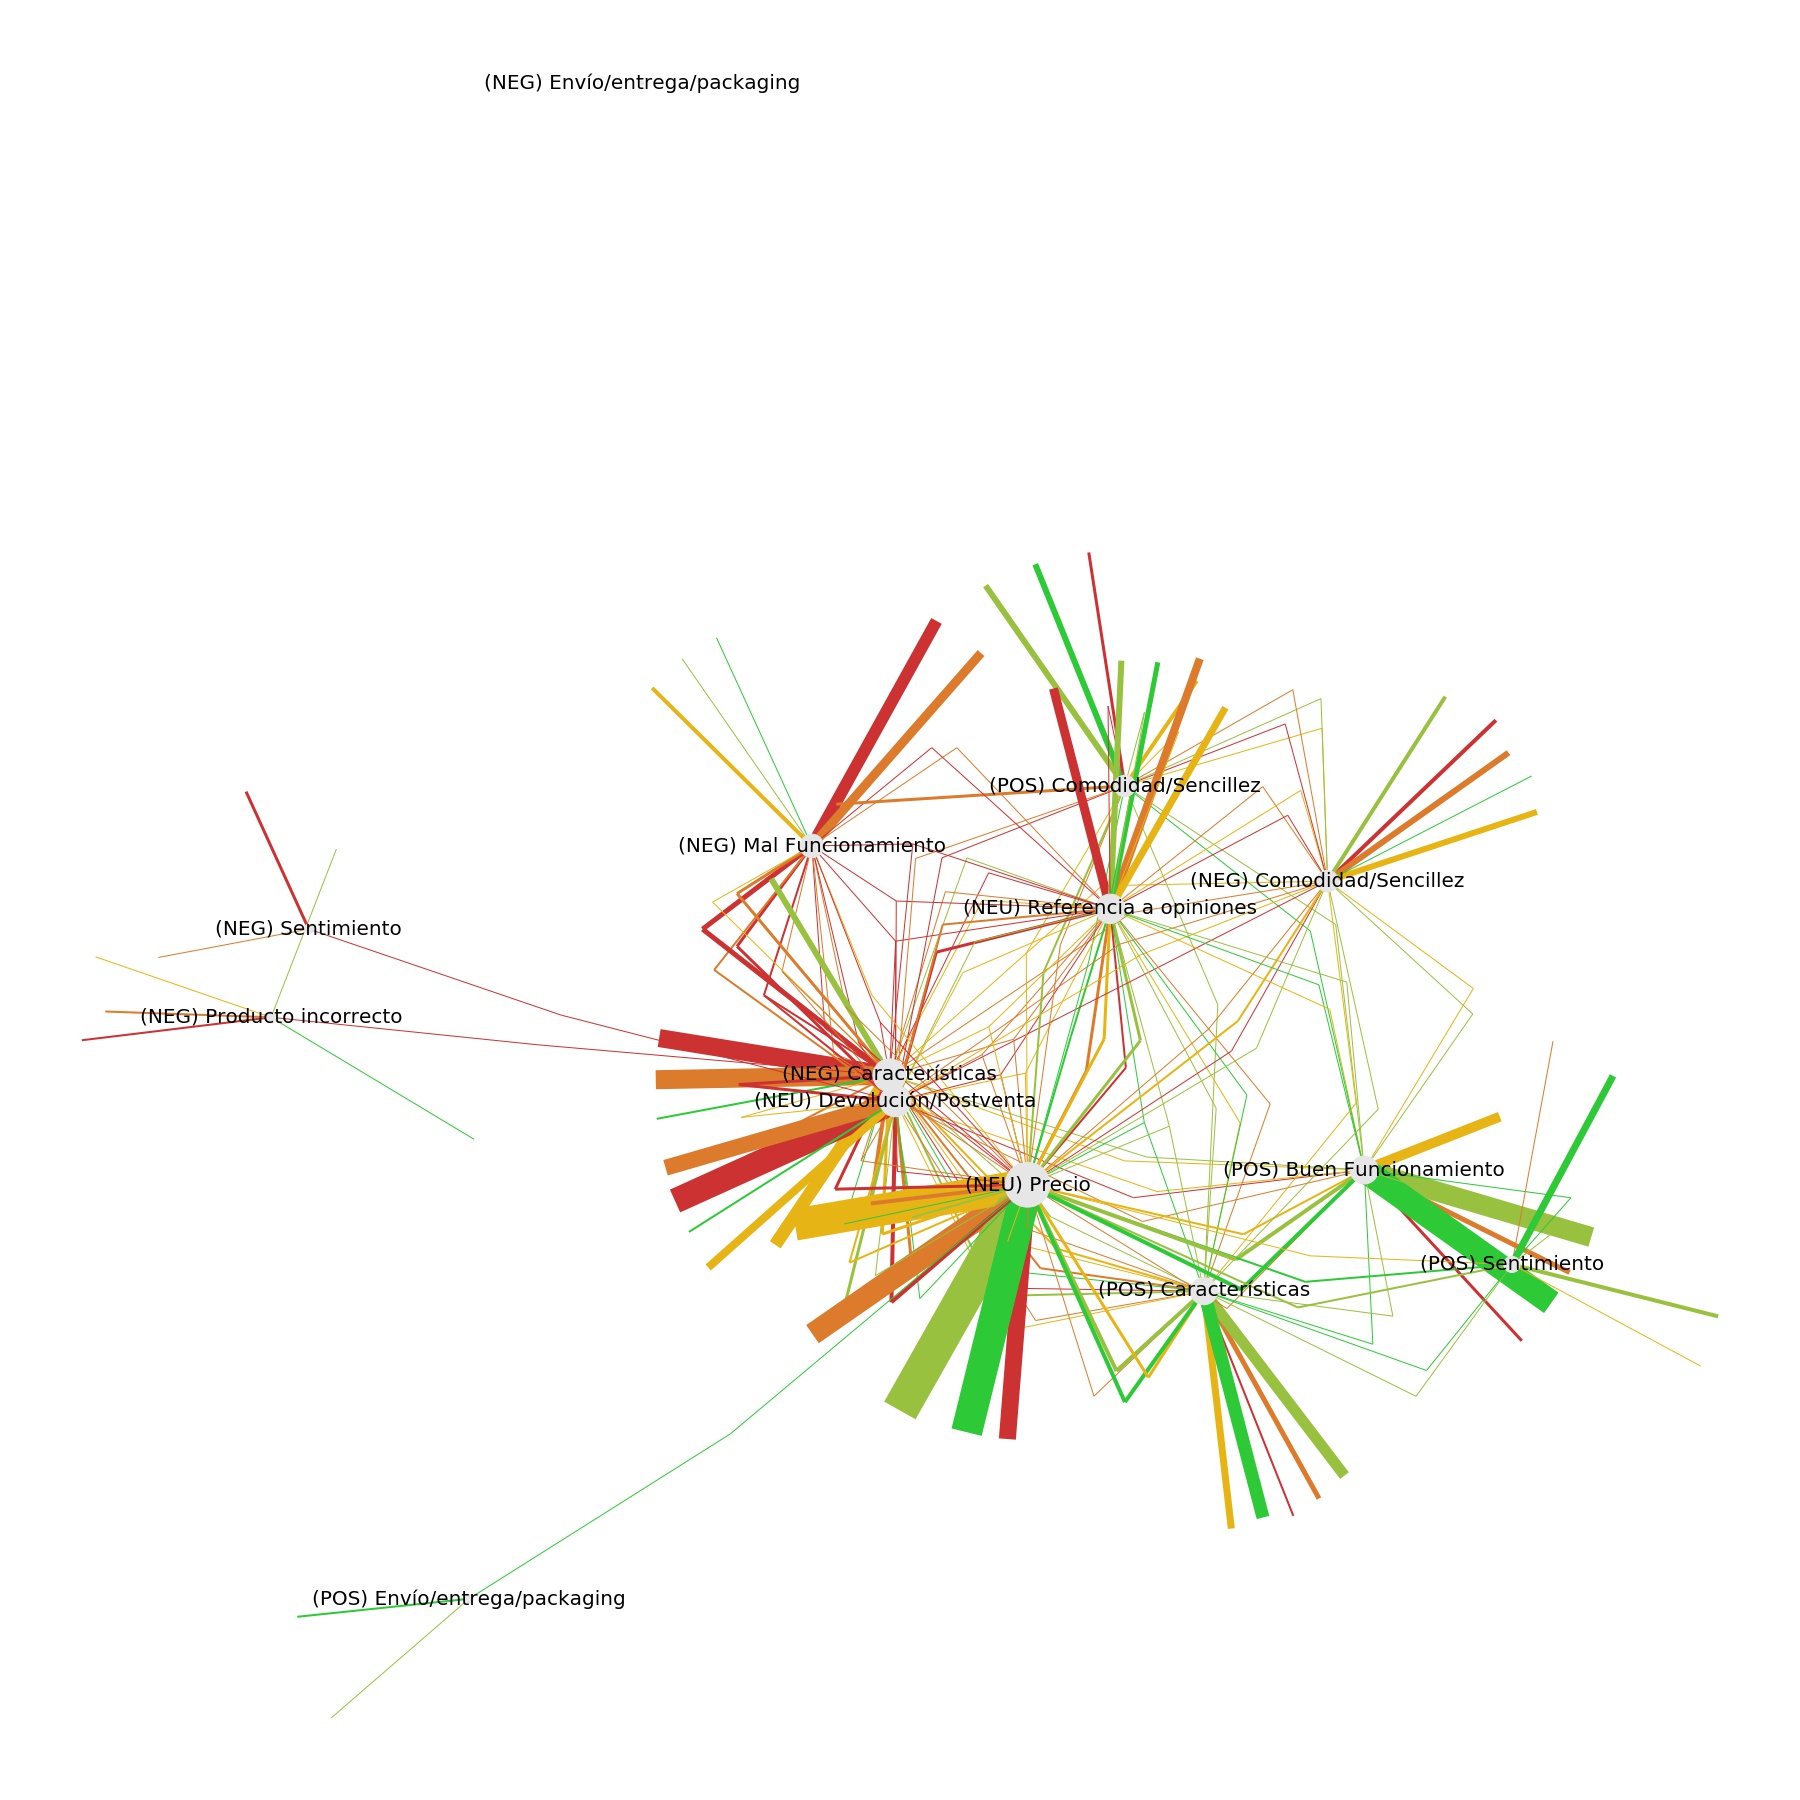 (NEG) Envío/entrega/packaging
(POS) Comodidad/Sencillez
(NEG) Mal Funcionamiento
(NEG) Comodidad/Sencillez
(NEU) Referencia a opiniones
(NEG) Sentimiento
(NEG) Producto incorrecto
(NEG) Características
(NEU) Devolución/Postventa
(POS) Buen Funcionamiento
(NEU) Precio
(POS) Sentimiento
(POS) Características
(POS) Envío/entrega/packaging